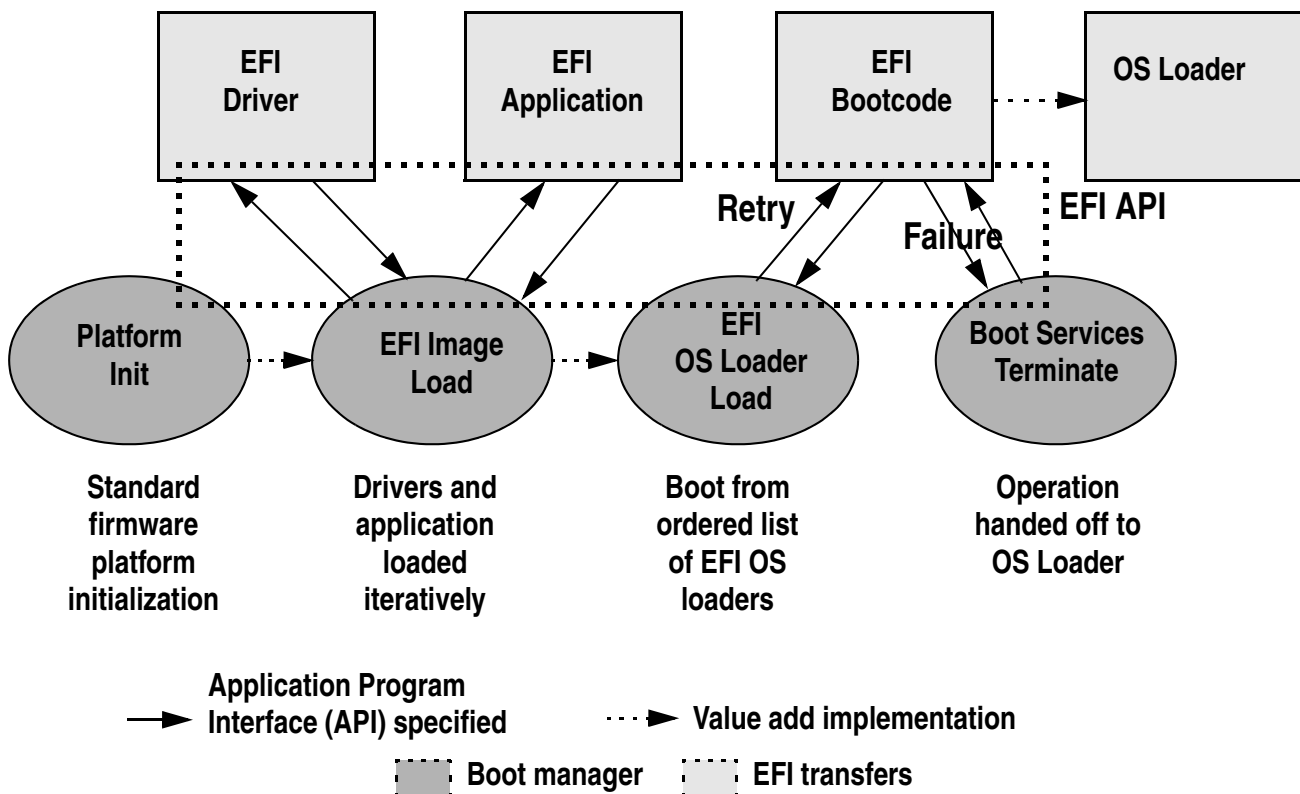 EFI
Driver
EFI
Application
EFI
Bootcode
OS Loader
Retry
Failure
EFI API
Platform
Init
EFI Image
Load
EFI
OS Loader
Load
Boot Services
Terminate
Standard
firmware
platform
initialization
Drivers and
application
loaded
iteratively
Boot from
ordered list
of EFI OS
loaders
Operation
handed off to
OS Loader
Application Program
Interface (API) specified
Value add implementation
Boot manager
EFI transfers